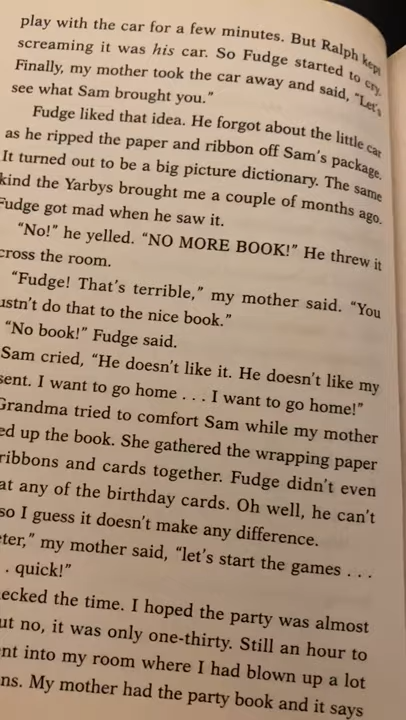 play with the car for a few minutes. But Ralph kept
screaming it was his car. So Fudge started to cry.
Finally, my mother took the car away and said, “Let’s
see what Sam brought you.”
Fudge liked that idea. He forgot about the little car
as he ripped the paper and ribbon off Sam’s package.
It turned out to be a big picture dictionary. The same
kind the Yarbys brought me a couple of months ago.
Fudge got mad when he saw it.
“No!” he yelled. “NO MORE BOOK!” He threw it
cross the room.
“Fudge! That’s terrible,” my mother said. “You
ustn’t do that to the nice book.”
“No book!” Fudge said.
Sam cried, “He doesn’t like it. He doesn’t like my
sent. I want to go home . . . I want to go home!”
Grandma tried to comfort Sam while my mother
ed up the book. She gathered the wrapping paper
ribbons and cards together. Fudge didn’t even
at any of the birthday cards. Oh well, he can’t
so I guess it doesn’t make any difference.
eter,” my mother said, “let’s start the games . . .
. quick!”
ecked the time. I hoped the party was almost
ut no, it was only one-thirty. Still an hour to
ent into my room where I had blown up a lot
ns. My mother had the party book and it says